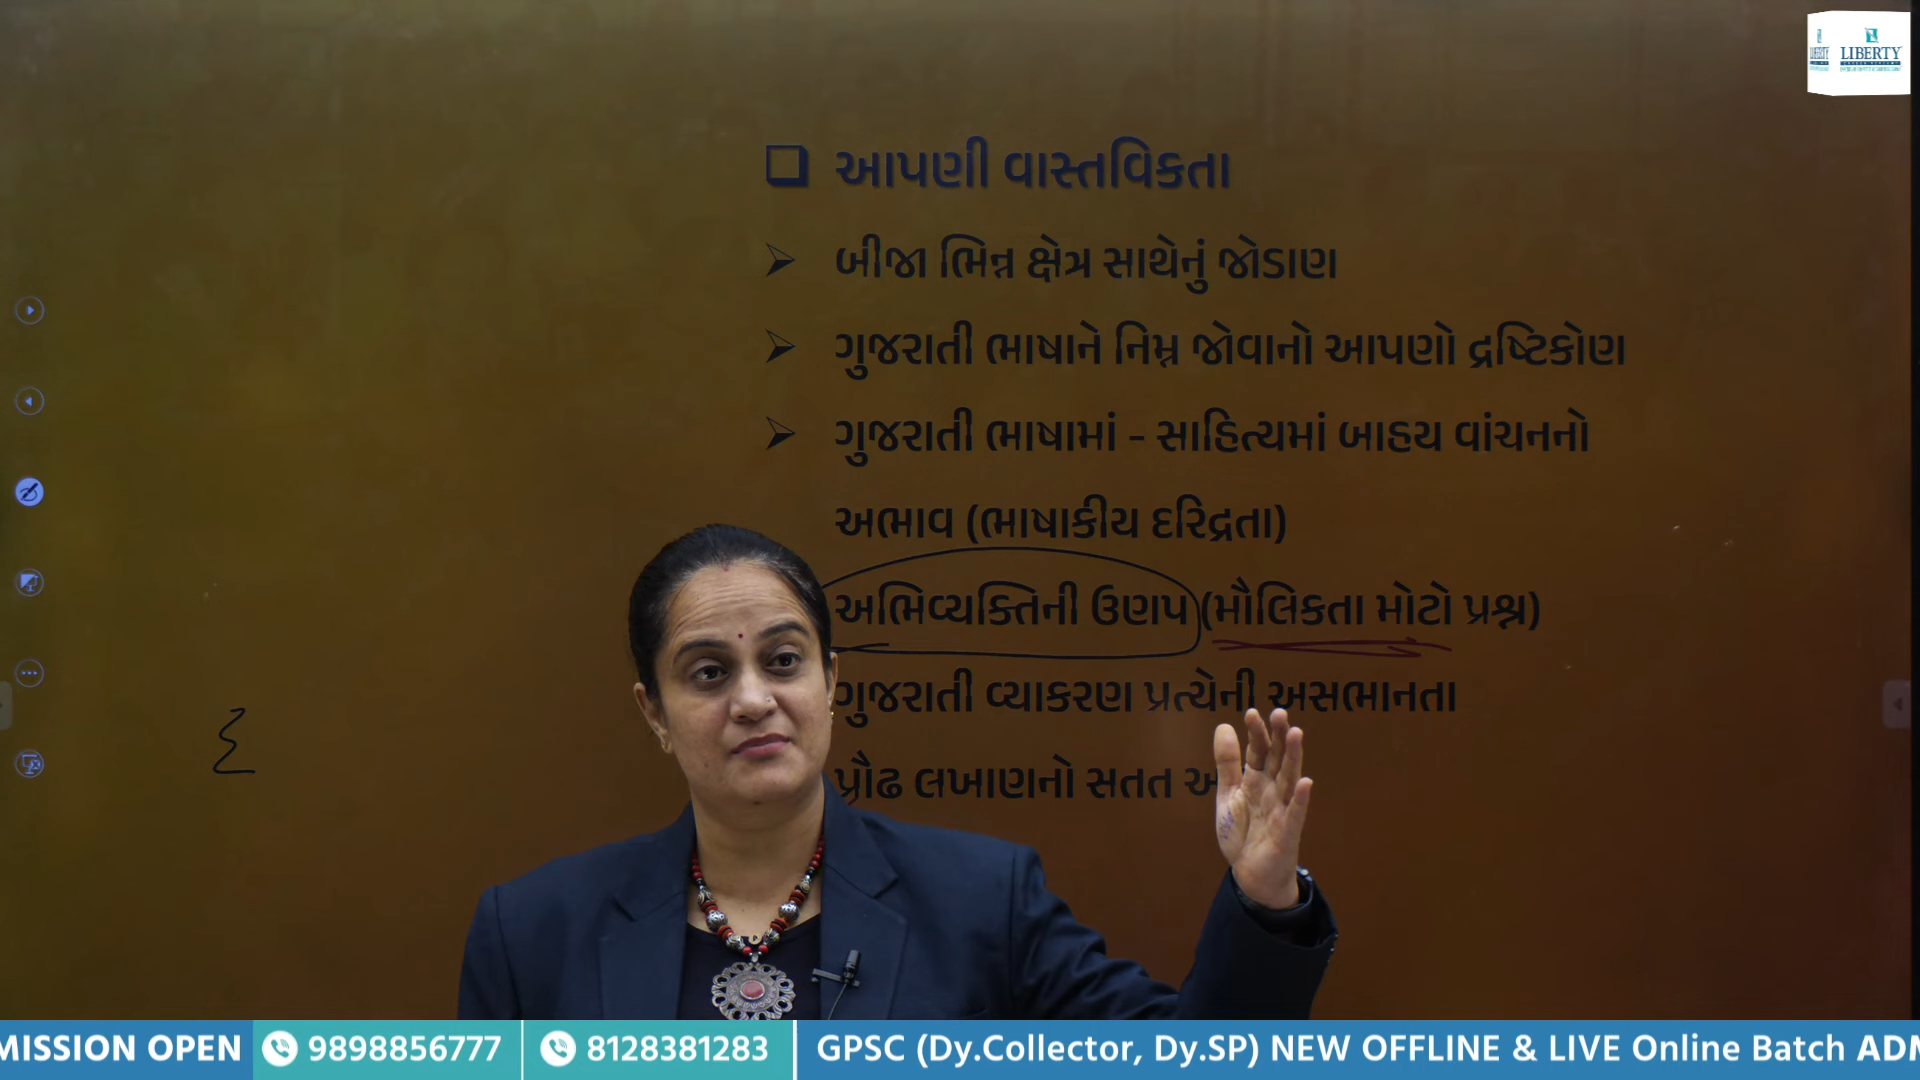 LIBERTY
આપણી વાસ્તવિકતા
બીજા ભિન્ન ક્ષેત્ર સાથેનું જોડાણ
ગુજરાતી ભાષાને નિમ્ન જોવાનો આપણો દ્રષ્ટિકોણ
ગુજરાતી ભાષામાં - સાહિત્યમાં બાહય વાંચનનો
અભાવ (ભાષાકીય દરિદ્રતા)
અભિવ્યક્તિની ઉણપ (મૌલિકતા મોટો પ્રશ્ન)
ગુજરાતી વ્યાકરણ પ્રત્યેની અસભાનતા
પ્રૌઢ લખાણનો સતત
MISSION OPEN 9898856777 8128381283 GPSC (Dy.Collector, Dy.SP) NEW OFFLINE & LIVE Online Batch ADM